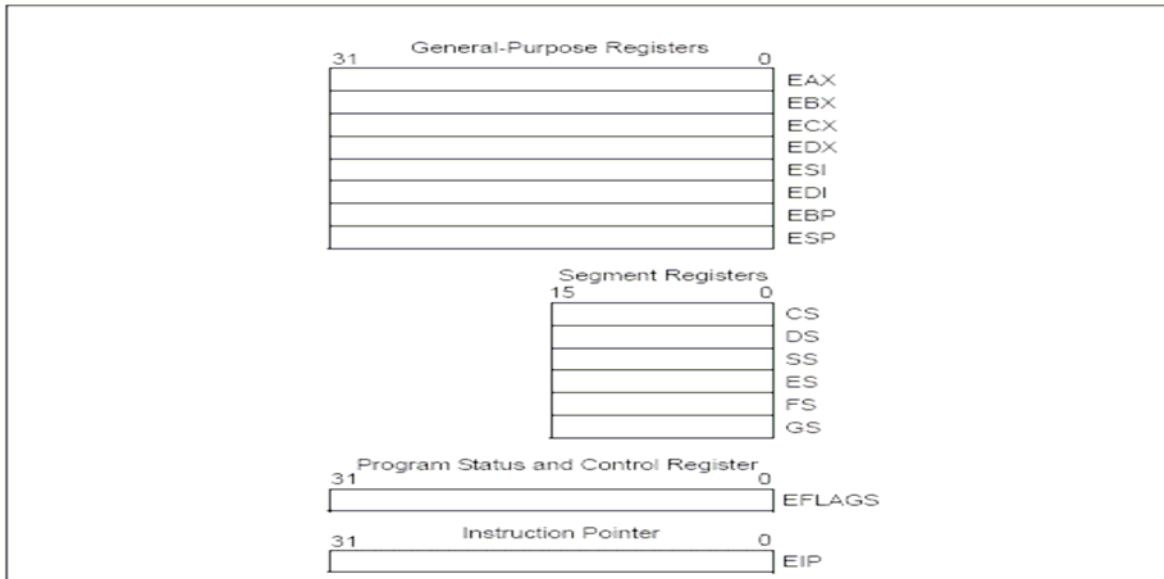 General-Purpose Registers
31 0
EAX
EBX
ECX
EDX
ESI
EDI
EBP
ESP
Segment Registers
15 0
CS
DS
SS
ES
FS
GS
Program Status and Control Register
31 0
EFLAGS
Instruction Pointer
31 0
EIP